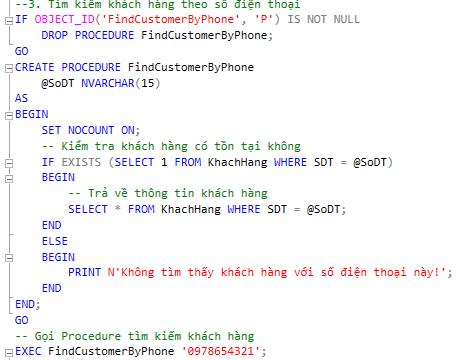 --3. Tìm kiếm khách hàng theo số điện thoại
IF OBJECT_ID('FindCustomerByPhone', 'P') IS NOT NULL
    DROP PROCEDURE FindCustomerByPhone;
GO
CREATE PROCEDURE FindCustomerByPhone
    @SoDT NVARCHAR(15)
AS
BEGIN
    SET NOCOUNT ON;
    -- Kiểm tra khách hàng có tồn tại không
    IF EXISTS (SELECT 1 FROM KhachHang WHERE SDT = @SoDT)
    BEGIN
        -- Trả về thông tin khách hàng
        SELECT * FROM KhachHang WHERE SDT = @SoDT;
    END
    ELSE
    BEGIN
        PRINT N'Không tìm thấy khách hàng với số điện thoại này!';
    END
END;
GO
-- Gọi Procedure tìm kiếm khách hàng
EXEC FindCustomerByPhone '0978654321';